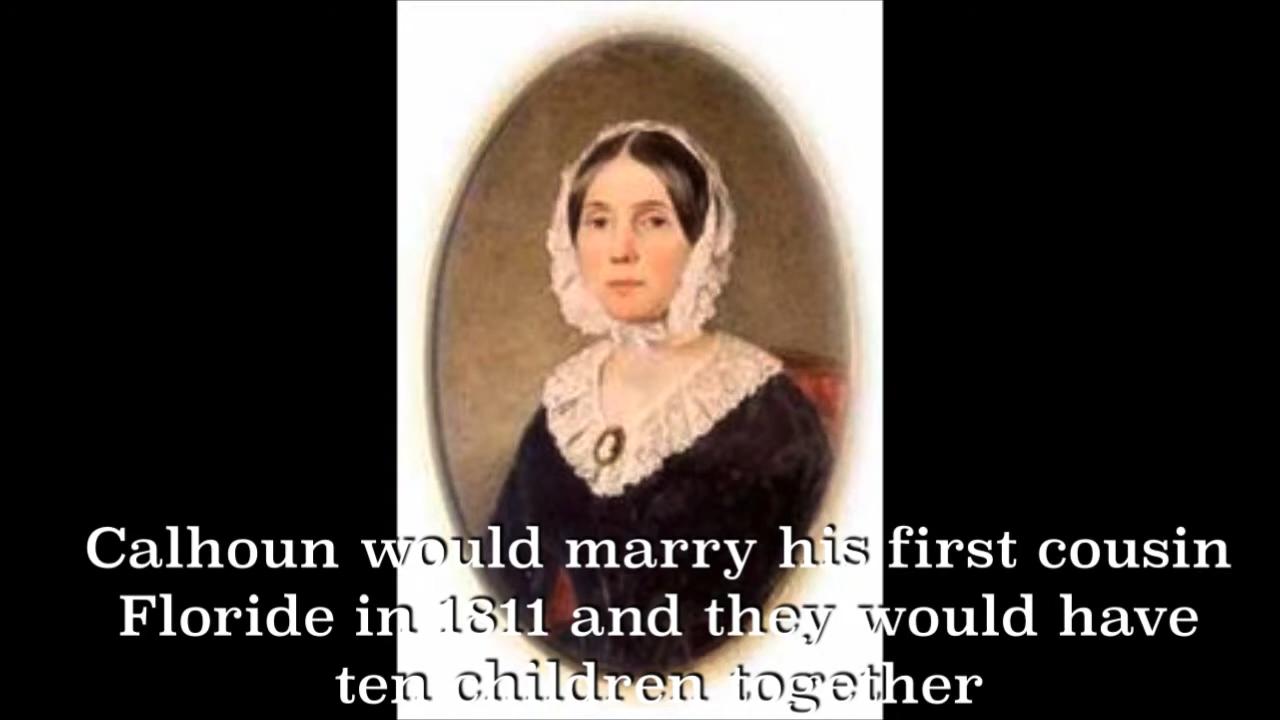 Calhoun would marry his first cousin
Floride in 1811 and they would have
ten children together